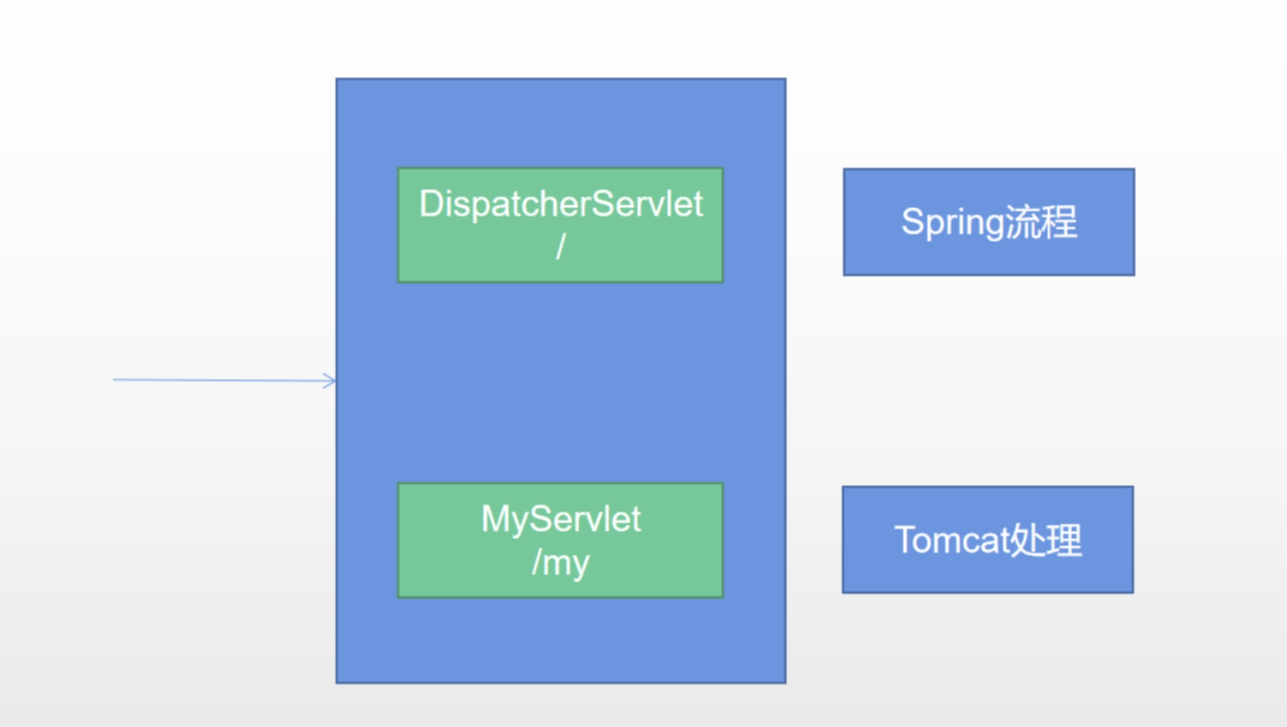 DispatcherServlet
/
Spring流程
MyServlet
/my
Tomcat处理